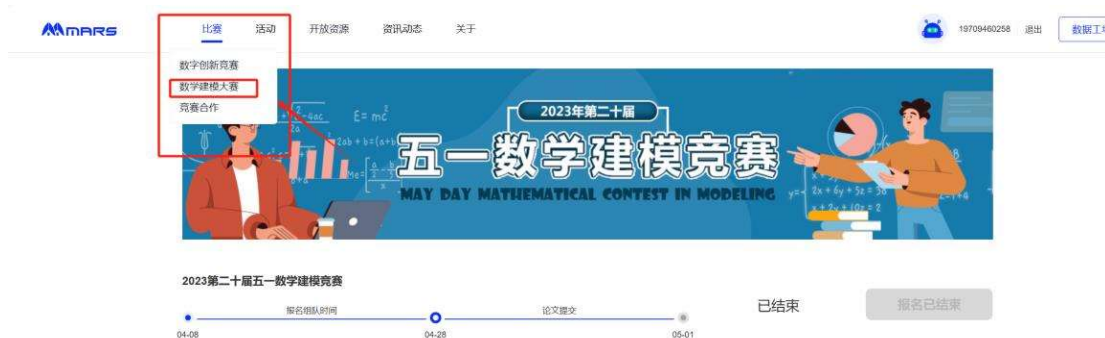 MARS
比赛
活动
开放资源
资讯动态
关于
19709460258
退出
数字创新竞赛
数学建模大赛
竞赛合作
2023年第二十届
五一数学建模竞赛
MAY DAY MATHEMATICAL CONTEST IN MODELING
E= mc²
2023第二十届五一数学建模竞赛
报名组队时间
论文提交
04-08
04-28
05-01
已结束
报名已结束